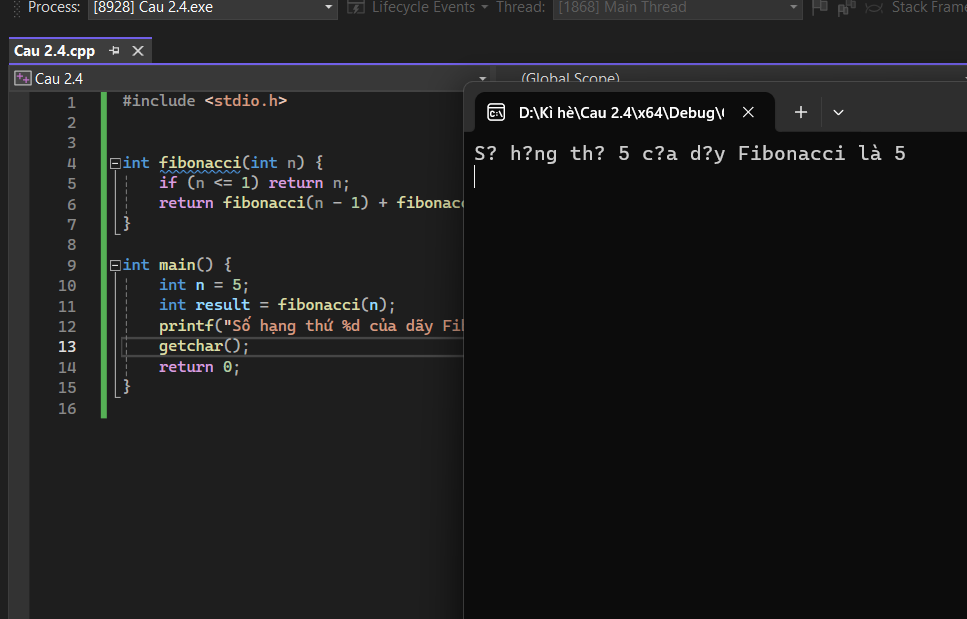 Process: [8928] Cau 2.4.exe Lifecycle Events Thread: [1868] Main Thread Stack Frame
Cau 2.4.cpp
Cau 2.4 (Global Scope)
D:\Kì hè\Cau 2.4\x64\Debug\
1 #include <stdio.h>
2
3
4 int fibonacci(int n) {
5 if (n <= 1) return n;
6 return fibonacci(n - 1) + fibonacc
7 }
8
9 int main() {
10 int n = 5;
11 int result = fibonacci(n);
12 printf("Số hạng thứ %d của dãy Fib
13 getchar();
14 return 0;
15 }
16
S? h?ng th? 5 c?a d?y Fibonacci là 5